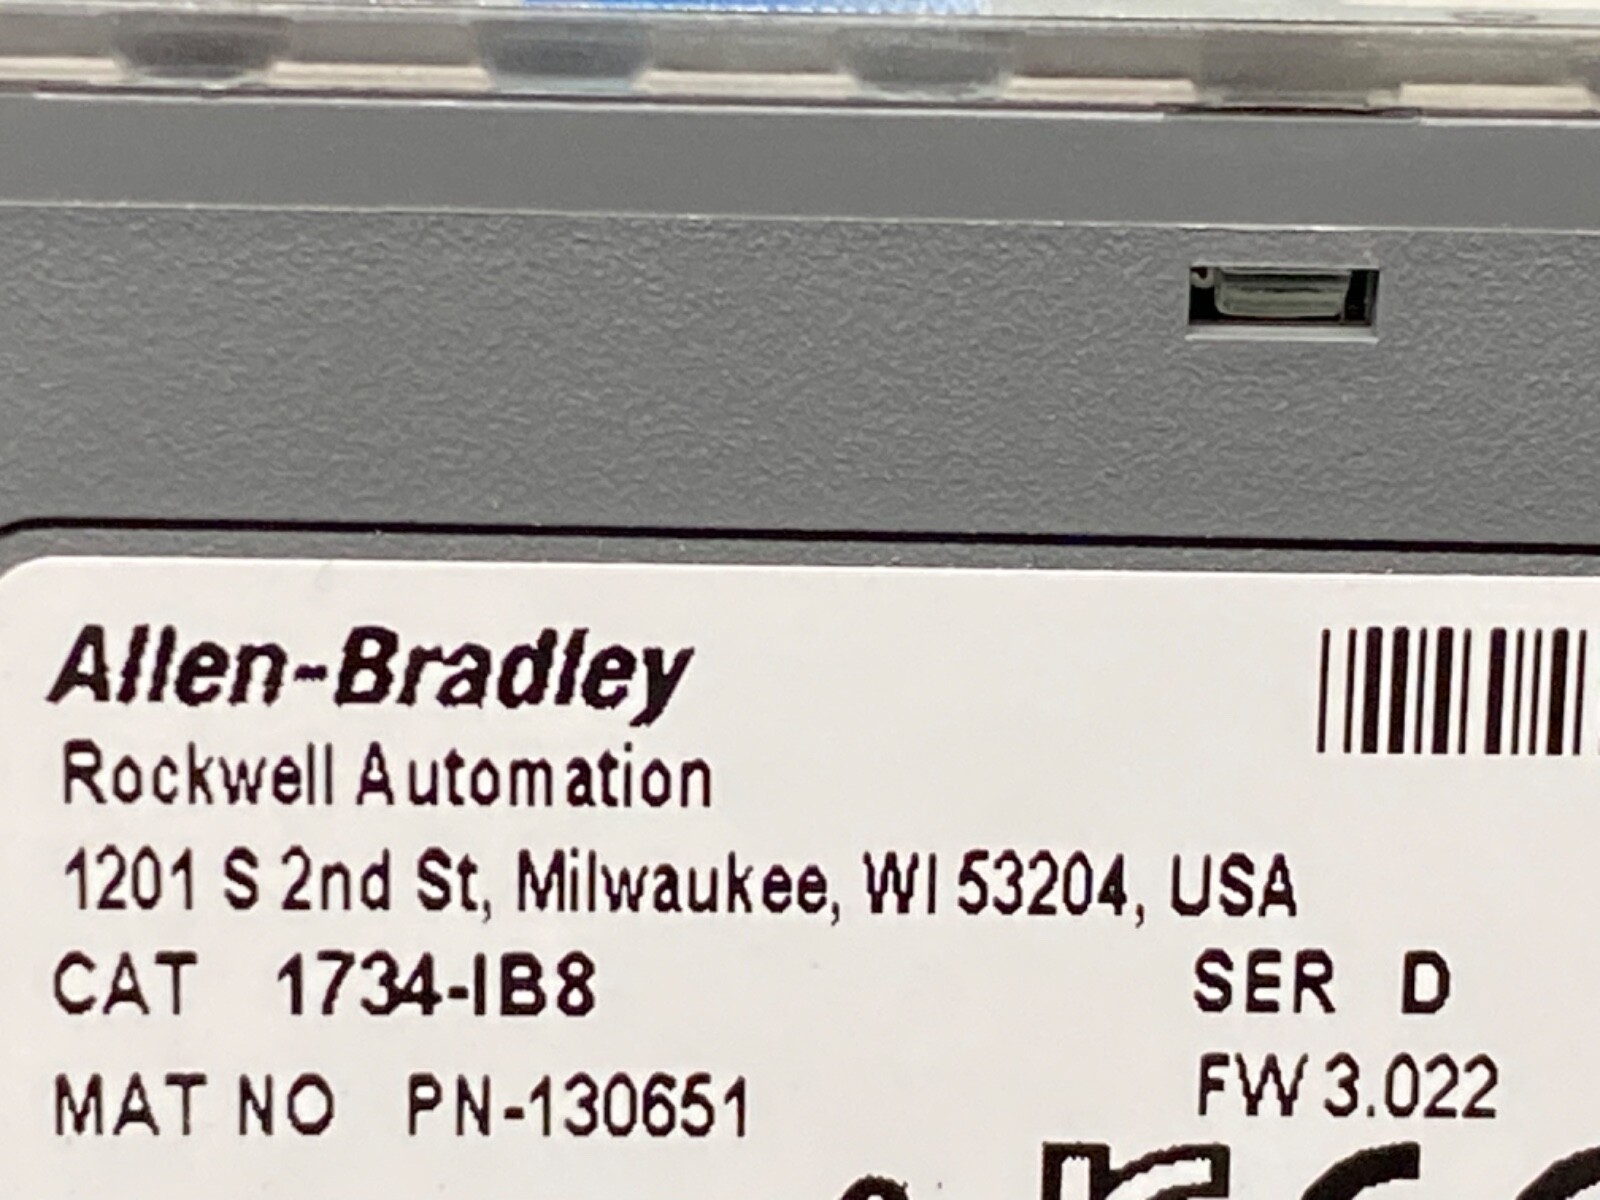 Allen-Bradley
Rockwell Automation
1201 S 2nd St, Milwaukee, WI 53204, USA
CAT 1734-IB8 SER D
MAT NO PN-130651 FW 3.022